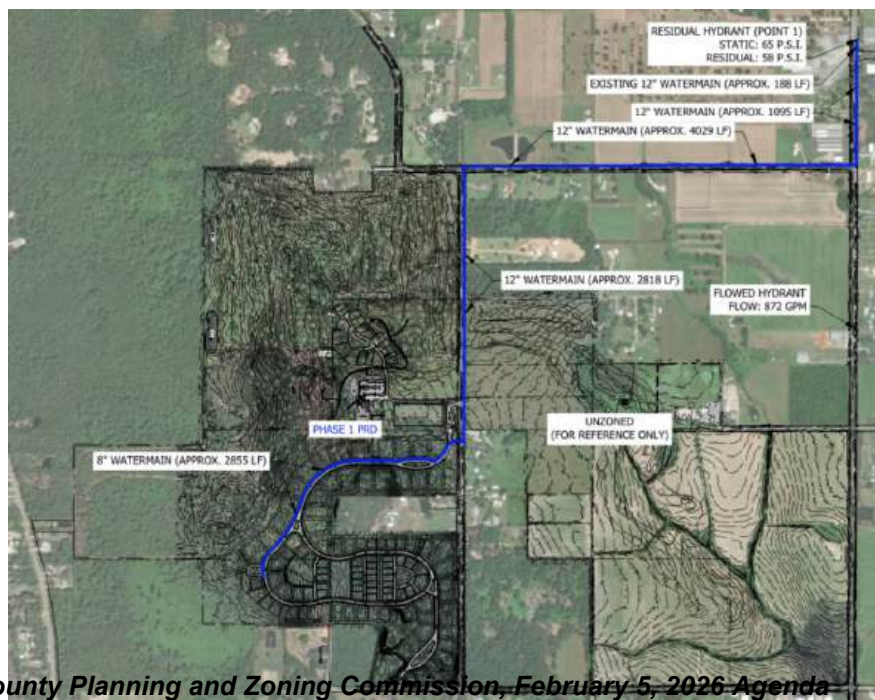 RESIDUAL HYDRANT (POINT 1)
STATIC: 65 P.S.I.
RESIDUAL: 58 P.S.I.
EXISTING 12" WATERMAIN (APPROX. 188 LF)
12" WATERMAIN (APPROX. 1095 LF)
12" WATERMAIN (APPROX. 4029 LF)
12" WATERMAIN (APPROX. 2818 LF)
FLOWED HYDRANT
FLOW: 872 GPM
PHASE 1 PRD
UNZONED
(FOR REFERENCE ONLY)
8" WATERMAIN (APPROX. 2855 LF)
ounty Planning and Zoning Commission, February 5, 2026 Agenda